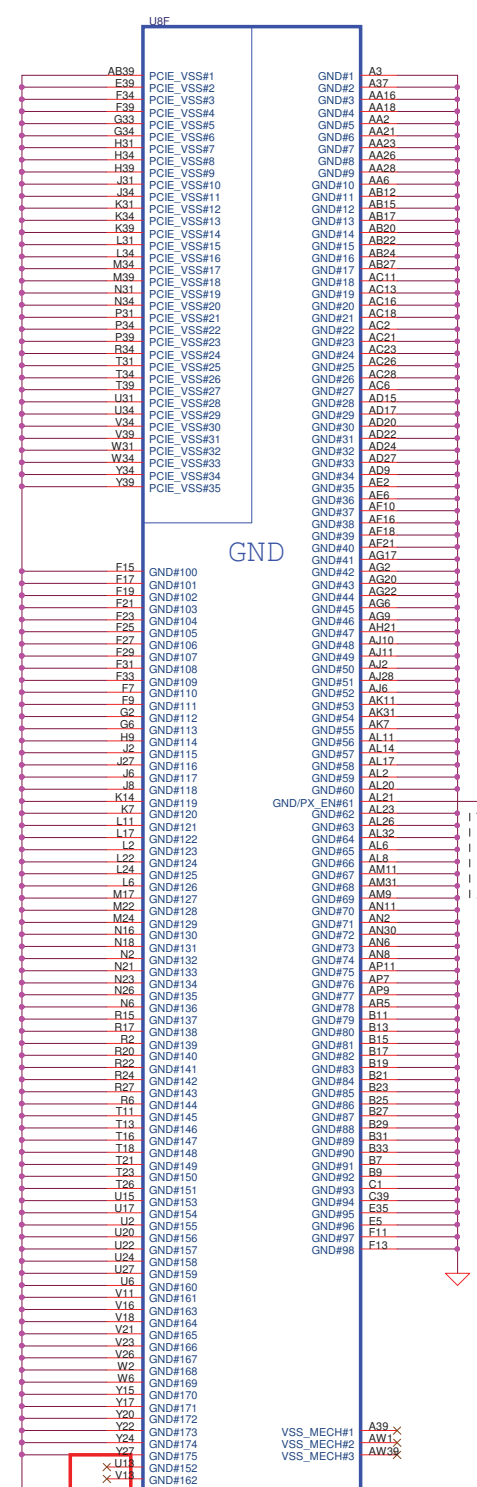 U8F
AB39 PCIE_VSS#1
E39 PCIE_VSS#2
F34 PCIE_VSS#3
F39 PCIE_VSS#4
G33 PCIE_VSS#5
G34 PCIE_VSS#6
H31 PCIE_VSS#7
H34 PCIE_VSS#8
H39 PCIE_VSS#9
J31 PCIE_VSS#10
J34 PCIE_VSS#11
K31 PCIE_VSS#12
K34 PCIE_VSS#13
K39 PCIE_VSS#14
L31 PCIE_VSS#15
L34 PCIE_VSS#16
M34 PCIE_VSS#17
M39 PCIE_VSS#18
N31 PCIE_VSS#19
N34 PCIE_VSS#20
P31 PCIE_VSS#21
P34 PCIE_VSS#22
P39 PCIE_VSS#23
R34 PCIE_VSS#24
T31 PCIE_VSS#25
T34 PCIE_VSS#26
T39 PCIE_VSS#27
U31 PCIE_VSS#28
U34 PCIE_VSS#29
V34 PCIE_VSS#30
V39 PCIE_VSS#31
W31 PCIE_VSS#32
W34 PCIE_VSS#33
Y34 PCIE_VSS#34
Y39 PCIE_VSS#35
GND
F15 GND#100
F17 GND#101
F19 GND#102
F21 GND#103
F23 GND#104
F25 GND#105
F27 GND#106
F29 GND#107
F31 GND#108
F33 GND#109
F7 GND#110
F9 GND#111
G2 GND#112
G6 GND#113
H9 GND#114
J2 GND#115
J27 GND#116
J6 GND#117
J8 GND#118
K14 GND#119
K7 GND#120
L11 GND#121
L17 GND#122
L2 GND#123
L22 GND#124
L24 GND#125
L6 GND#126
M17 GND#127
M22 GND#128
M24 GND#129
N16 GND#130
N18 GND#131
N2 GND#132
N21 GND#133
N23 GND#134
N26 GND#135
N6 GND#136
R15 GND#137
R17 GND#138
R2 GND#139
R20 GND#140
R22 GND#141
R24 GND#142
R27 GND#143
R6 GND#144
T11 GND#145
T13 GND#146
T16 GND#147
T18 GND#148
T21 GND#149
T23 GND#150
T26 GND#151
U15 GND#153
U17 GND#154
U2 GND#155
U20 GND#156
U22 GND#157
U24 GND#158
U27 GND#159
U6 GND#160
V11 GND#161
V16 GND#163
V18 GND#164
V21 GND#165
V23 GND#166
V26 GND#167
W2 GND#168
W6 GND#169
Y15 GND#170
Y17 GND#171
Y20 GND#172
Y22 GND#173
Y24 GND#174
Y27 GND#175
U13 GND#152
V13 GND#162
GND#1 A3
GND#2 A37
GND#3 AA16
GND#4 AA18
GND#5 AA2
GND#6 AA21
GND#7 AA23
GND#8 AA26
GND#9 AA28
GND#10 AA6
GND#11 AB12
GND#12 AB15
GND#13 AB17
GND#14 AB20
GND#15 AB22
GND#16 AB24
GND#17 AB27
GND#18 AC11
GND#19 AC13
GND#20 AC16
GND#21 AC18
GND#22 AC2
GND#23 AC21
GND#24 AC23
GND#25 AC26
GND#26 AC28
GND#27 AC6
GND#28 AD15
GND#29 AD17
GND#30 AD20
GND#31 AD22
GND#32 AD24
GND#33 AD27
GND#34 AD9
GND#35 AE2
GND#36 AE6
GND#37 AF10
GND#38 AF16
GND#39 AF18
GND#40 AF21
GND#41 AG17
GND#42 AG2
GND#43 AG20
GND#44 AG22
GND#45 AG6
GND#46 AG9
GND#47 AH21
GND#48 AJ10
GND#49 AJ11
GND#50 AJ2
GND#51 AJ28
GND#52 AJ6
GND#53 AK11
GND#54 AK31
GND#55 AK7
GND#56 AL11
GND#57 AL14
GND#58 AL17
GND#59 AL2
GND#60 AL20
GND/PX_EN#61 AL21
GND#62 AL23
GND#63 AL26
GND#64 AL32
GND#65 AL6
GND#66 AL8
GND#67 AM11
GND#68 AM31
GND#69 AM9
GND#70 AN11
GND#71 AN2
GND#72 AN30
GND#73 AN6
GND#74 AN8
GND#75 AP11
GND#76 AP7
GND#77 AP9
GND#78 AR5
GND#79 B11
GND#80 B13
GND#81 B15
GND#82 B17
GND#83 B19
GND#84 B21
GND#85 B23
GND#86 B25
GND#87 B27
GND#88 B29
GND#89 B31
GND#90 B33
GND#91 B7
GND#92 B9
GND#93 C1
GND#94 C39
GND#95 E35
GND#96 E5
GND#97 F11
GND#98 F13
VSS_MECH#1 A39
VSS_MECH#2 AW1
VSS_MECH#3 AW39